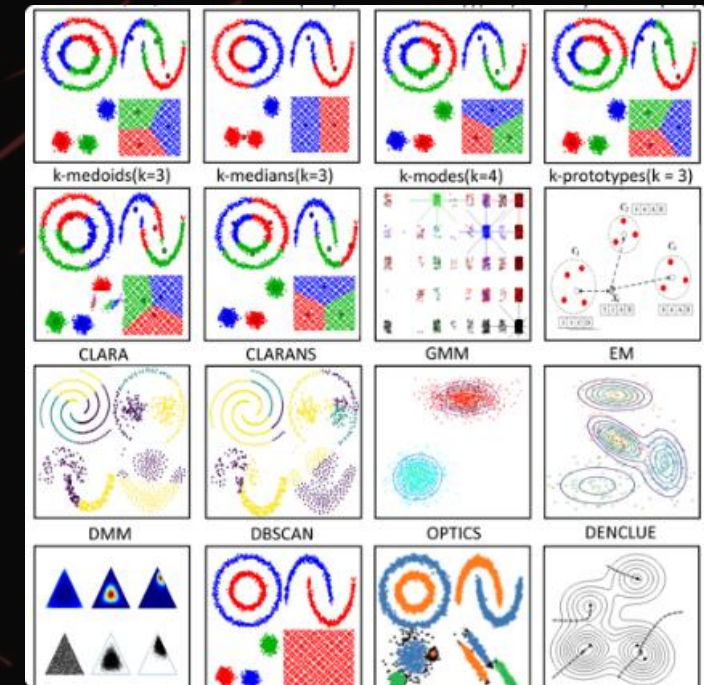 k-medoids(k=3) k-medians(k=3) k-modes(k=4) k-prototypes(k = 3)
CLARA CLARANS GMM EM
DMM DBSCAN OPTICS DENCLUE